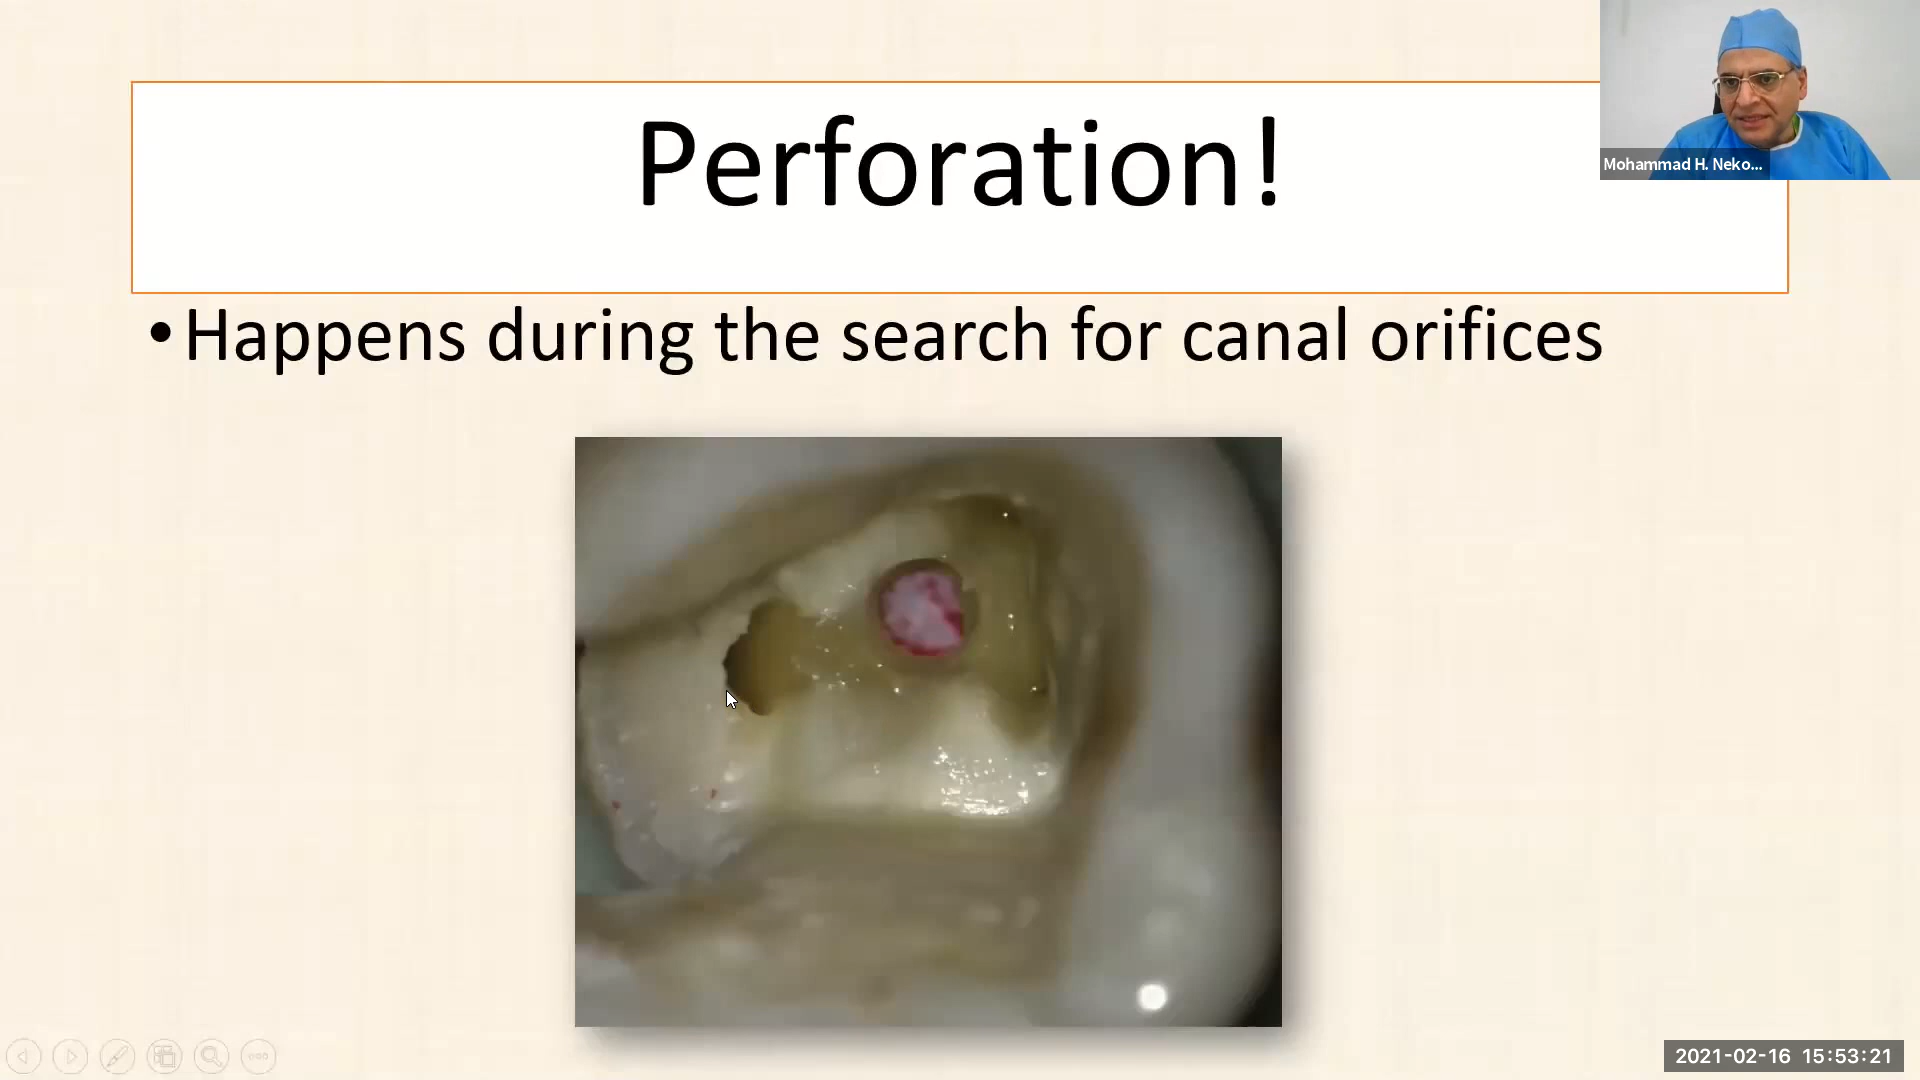 Perforation!
Mohammad H. Neko...
• Happens during the search for canal orifices
2021-02-16 15:53:21